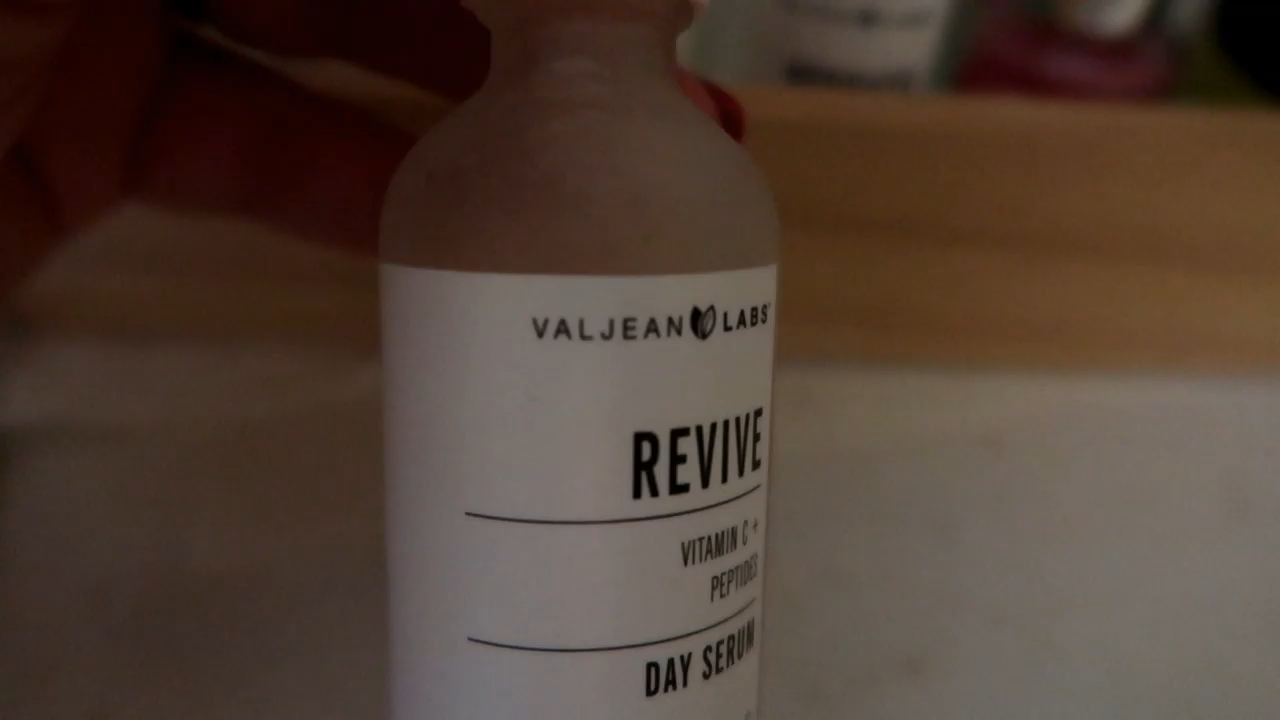 VALJEAN LABS
REVIVE
VITAMIN C +
PEPTIDES
DAY SERUM